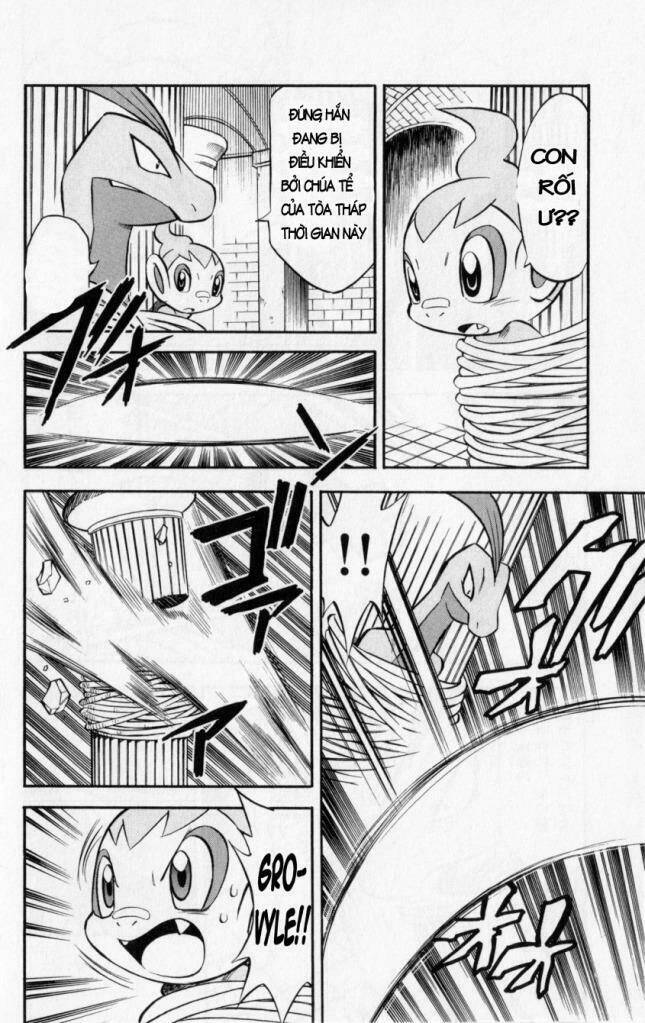 CON
RỐI
Ư??
ĐÚNG HẮN
ĐANG BỊ
ĐIỀU KHIỂN
BỞI CHÚA TỂ
CỦA TÒA THÁP
THỜI GIAN NÀY
!!
GRO-
VYLE!!